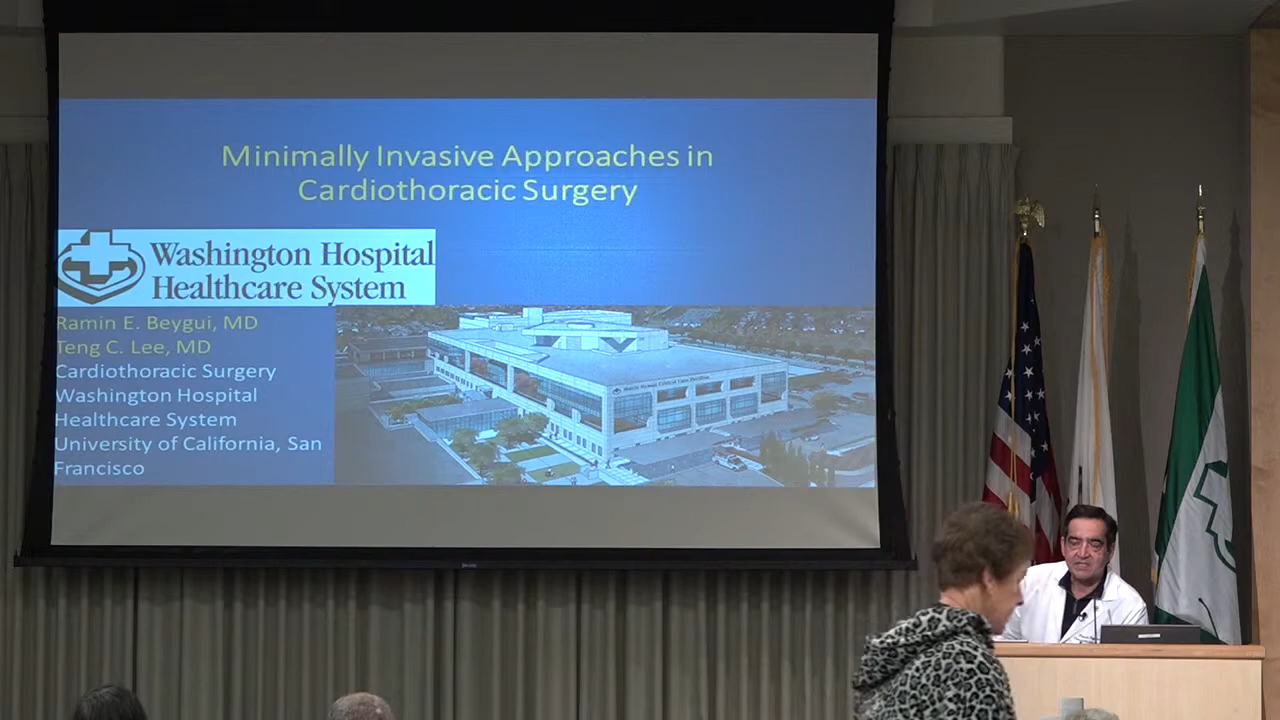 Minimally Invasive Approaches in
Cardiothoracic Surgery
Washington Hospital
Healthcare System
Ramin E. Beygui, MD
Teng C. Lee, MD
Cardiothoracic Surgery
Washington Hospital
Healthcare System
University of California, San
Francisco